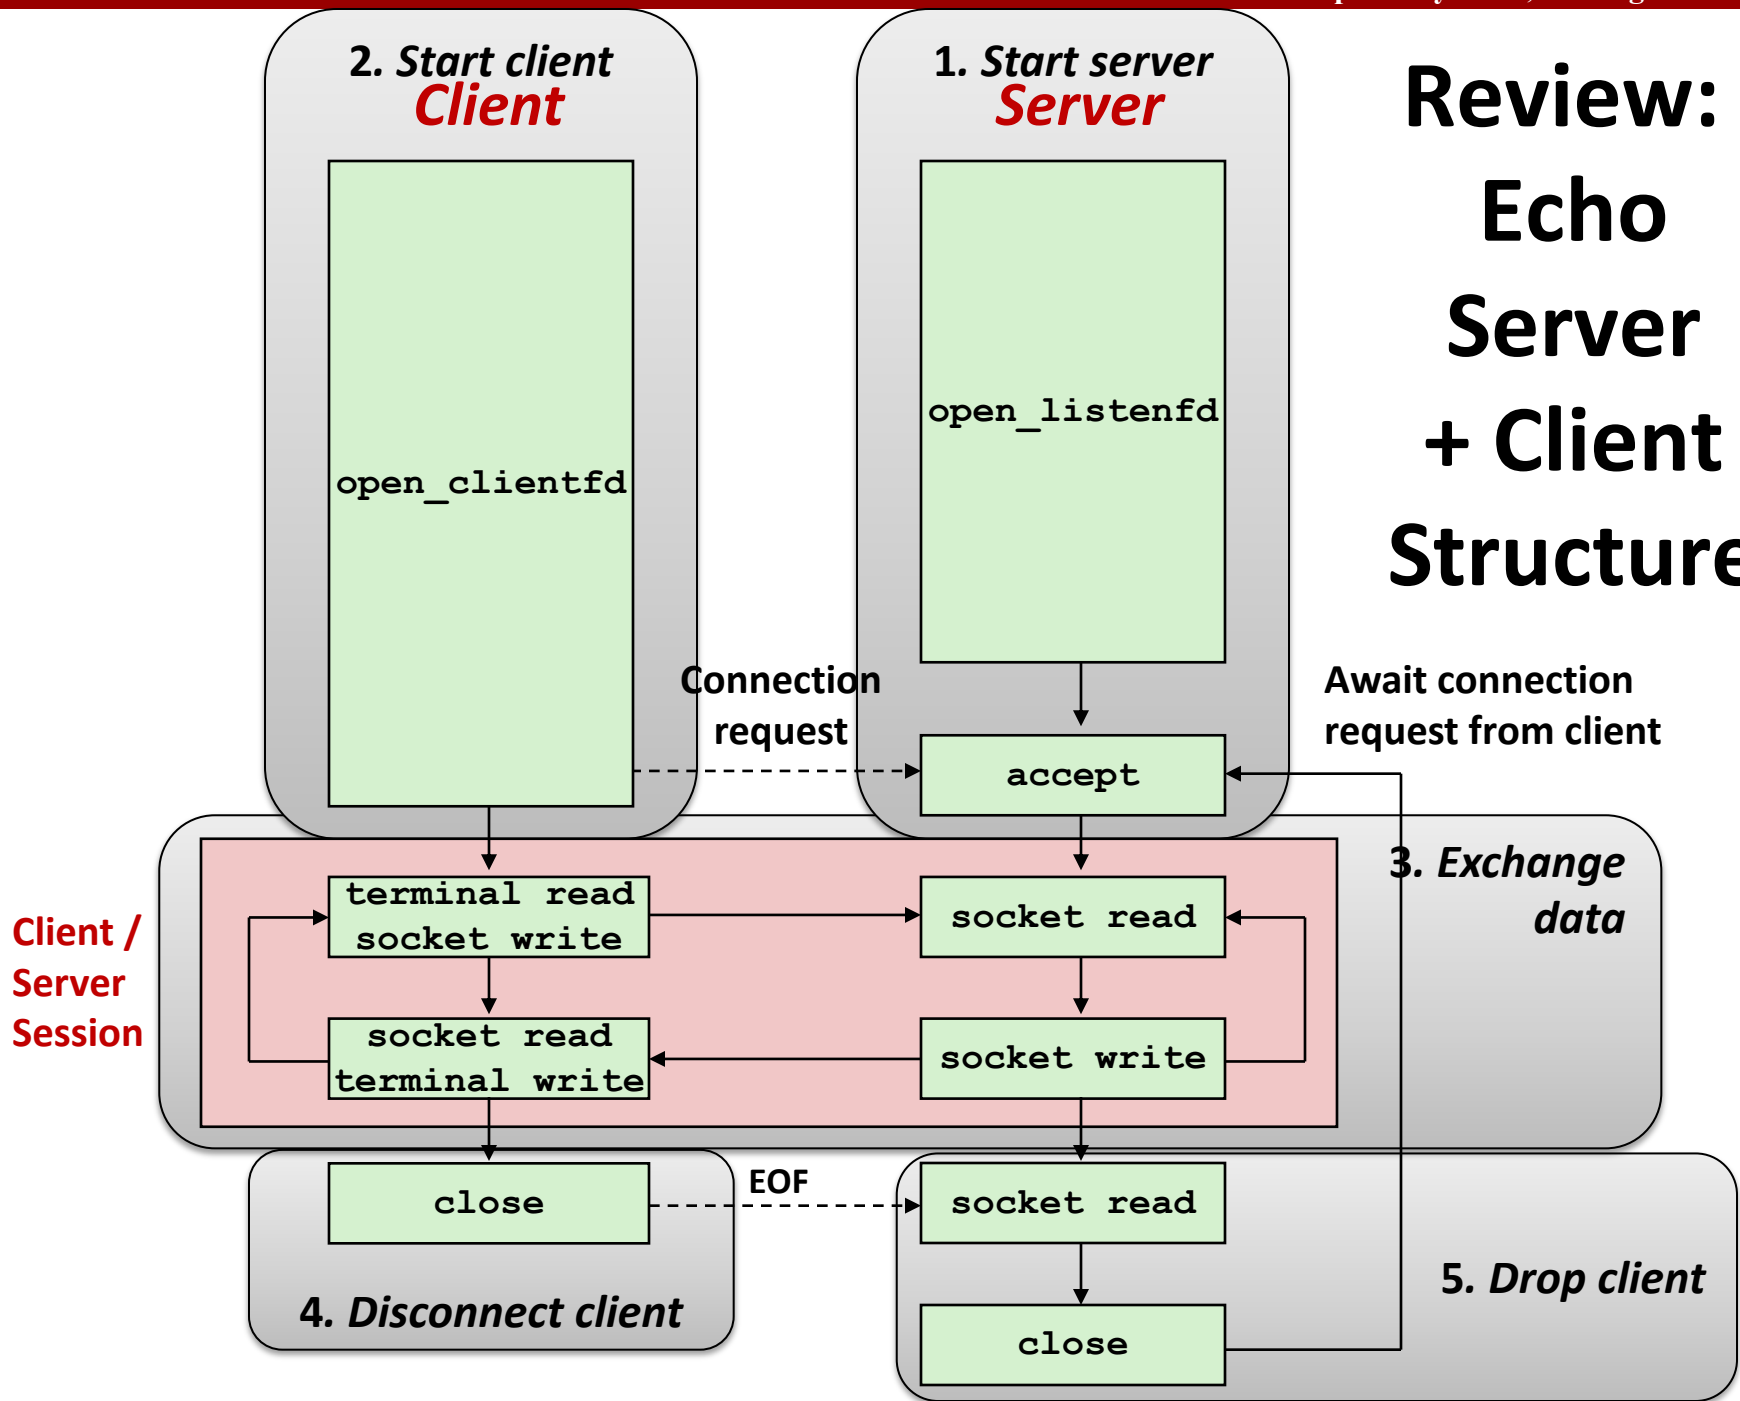 2. Start client
Client
1. Start server
Server
Review:
Echo
Server
+ Client
Structure
open_clientfd
open_listenfd
Connection
request
Await connection
request from client
accept
3. Exchange
data
Client /
Server
Session
terminal read
socket write
socket read
socket read
terminal write
socket write
close
EOF
socket read
4. Disconnect client
5. Drop client
close